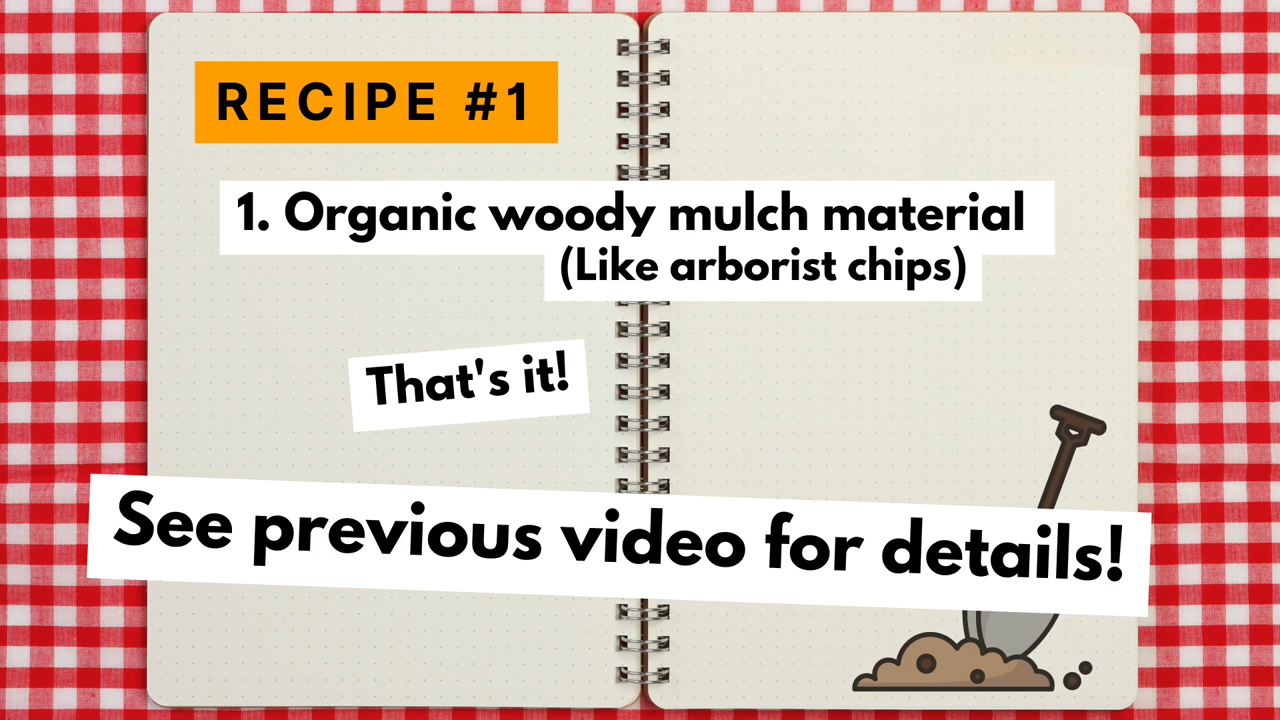 RECIPE #1
1. Organic woody mulch material
(Like arborist chips)
That's it!
See previous video for details!